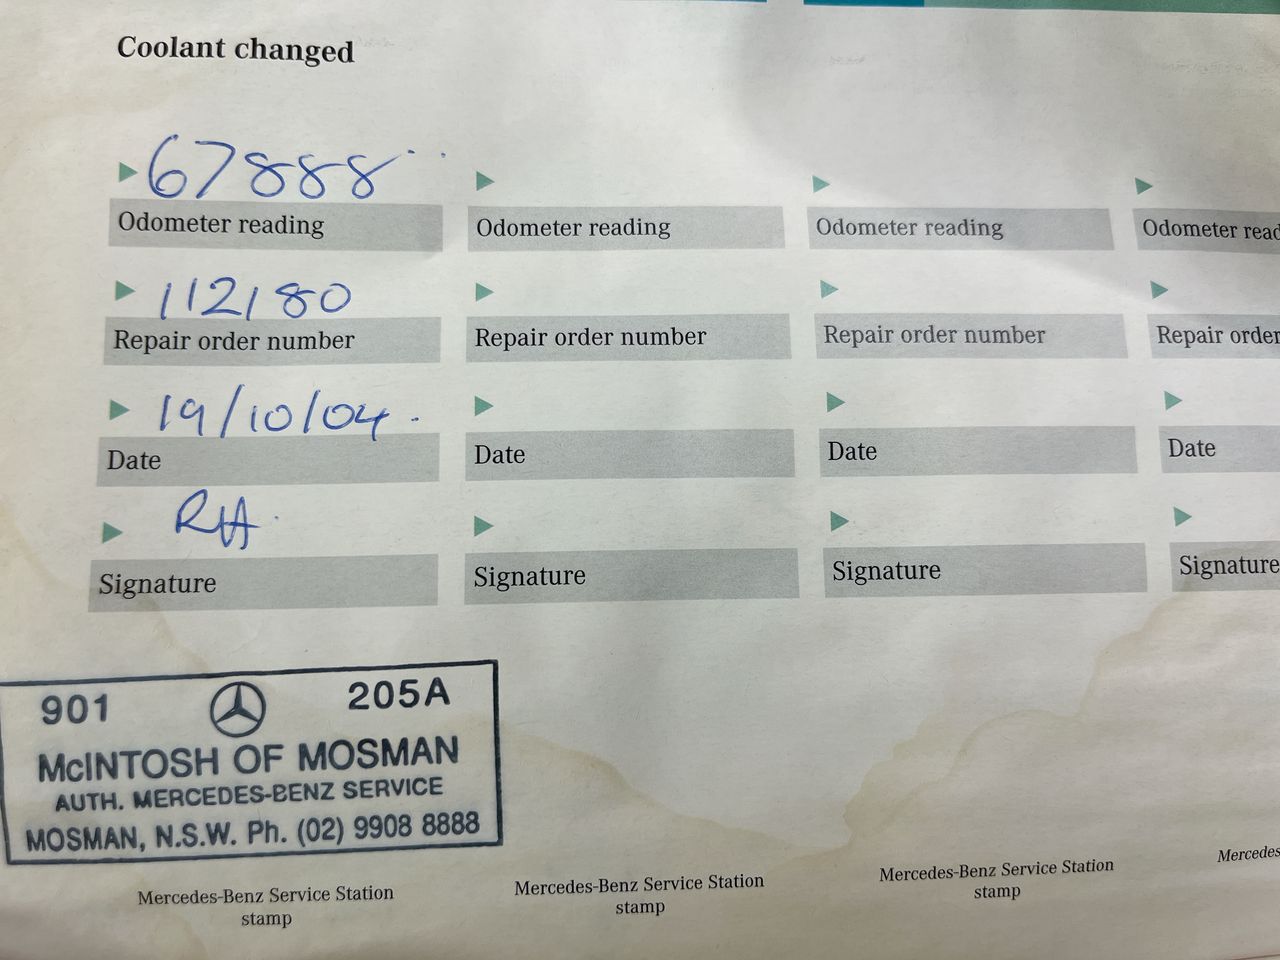 Coolant changed
67888
Odometer reading Odometer reading Odometer reading Odometer read
112180
Repair order number Repair order number Repair order number Repair order
19/10/04.
Date Date Date Date
RH
Signature Signature Signature Signature
901 205A
McINTOSH OF MOSMAN
AUTH. MERCEDES-BENZ SERVICE
MOSMAN, N.S.W. Ph. (02) 9908 8888
Mercedes-Benz Service Station Mercedes-Benz Service Station Mercedes-Benz Service Station Mercedes
stamp stamp stamp